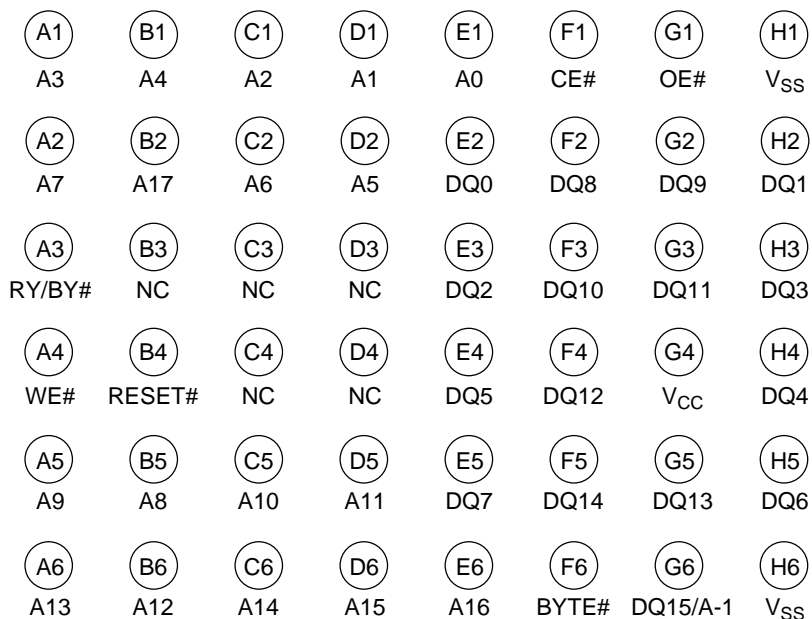 A1 B1 C1 D1 E1 F1 G1 H1
A3 A4 A2 A1 A0 CE# OE# VSS
A2 B2 C2 D2 E2 F2 G2 H2
A7 A17 A6 A5 DQ0 DQ8 DQ9 DQ1
A3 B3 C3 D3 E3 F3 G3 H3
RY/BY# NC NC NC DQ2 DQ10 DQ11 DQ3
A4 B4 C4 D4 E4 F4 G4 H4
WE# RESET# NC NC DQ5 DQ12 VCC DQ4
A5 B5 C5 D5 E5 F5 G5 H5
A9 A8 A10 A11 DQ7 DQ14 DQ13 DQ6
A6 B6 C6 D6 E6 F6 G6 H6
A13 A12 A14 A15 A16 BYTE# DQ15/A-1 VSS